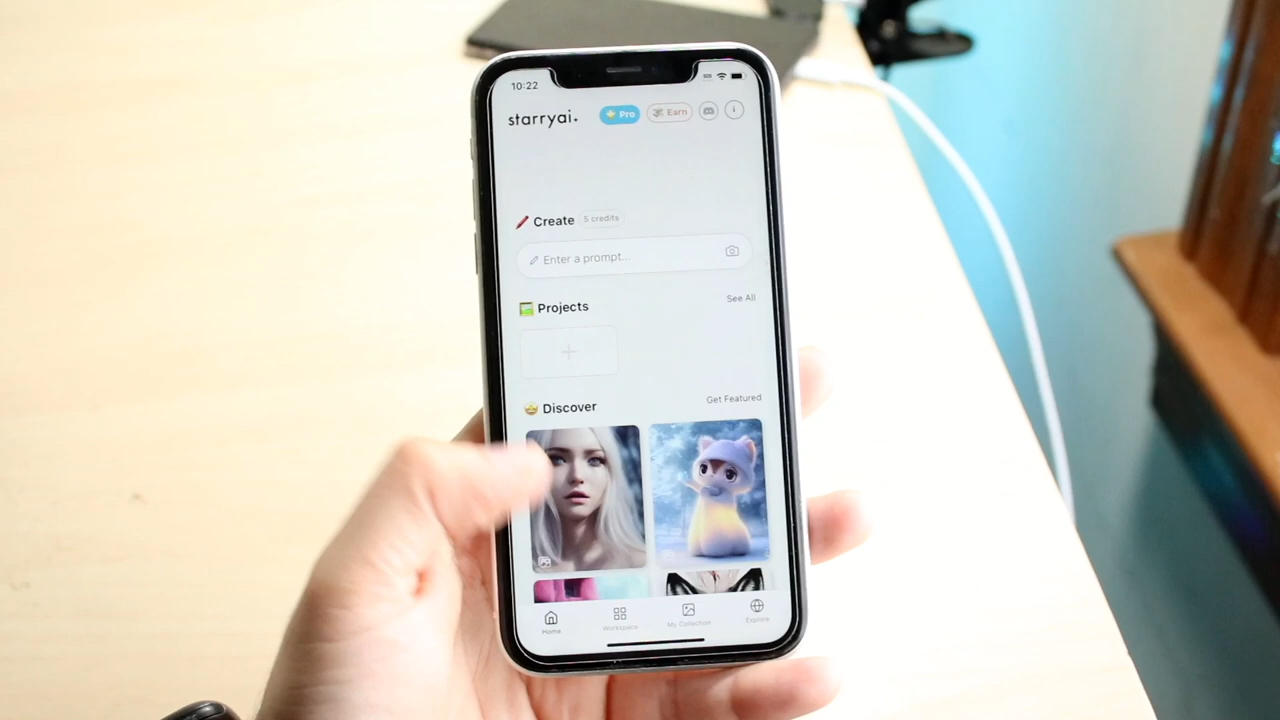 10:22
starryai
Pro
Earn
Create
5 credits
Enter a prompt...
Projects
See All
Discover
Get Featured
Home
Workspace
My Collection
Explore